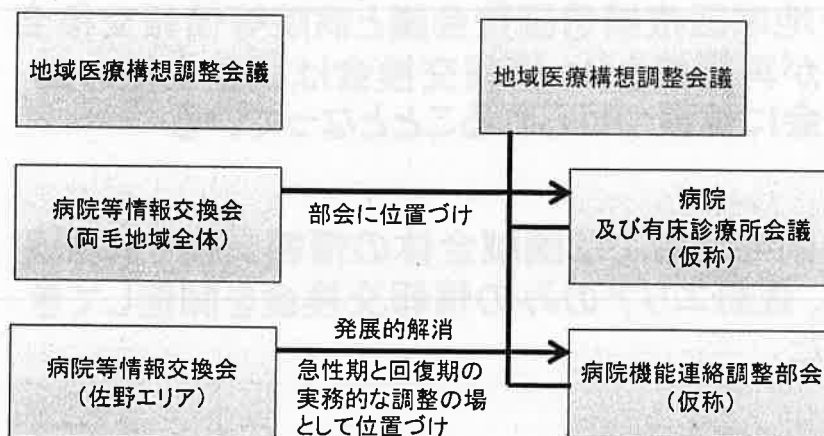 地域医療構想調整会議
地域医療構想調整会議
病院等情報交換会
(両毛地域全体)
部会に位置づけ
病院
及び有床診療所会議
(仮称)
病院等情報交換会
(佐野エリア)
発展的解消
急性期と回復期の
実務的な調整の場
として位置づけ
病院機能連絡調整部会
(仮称)